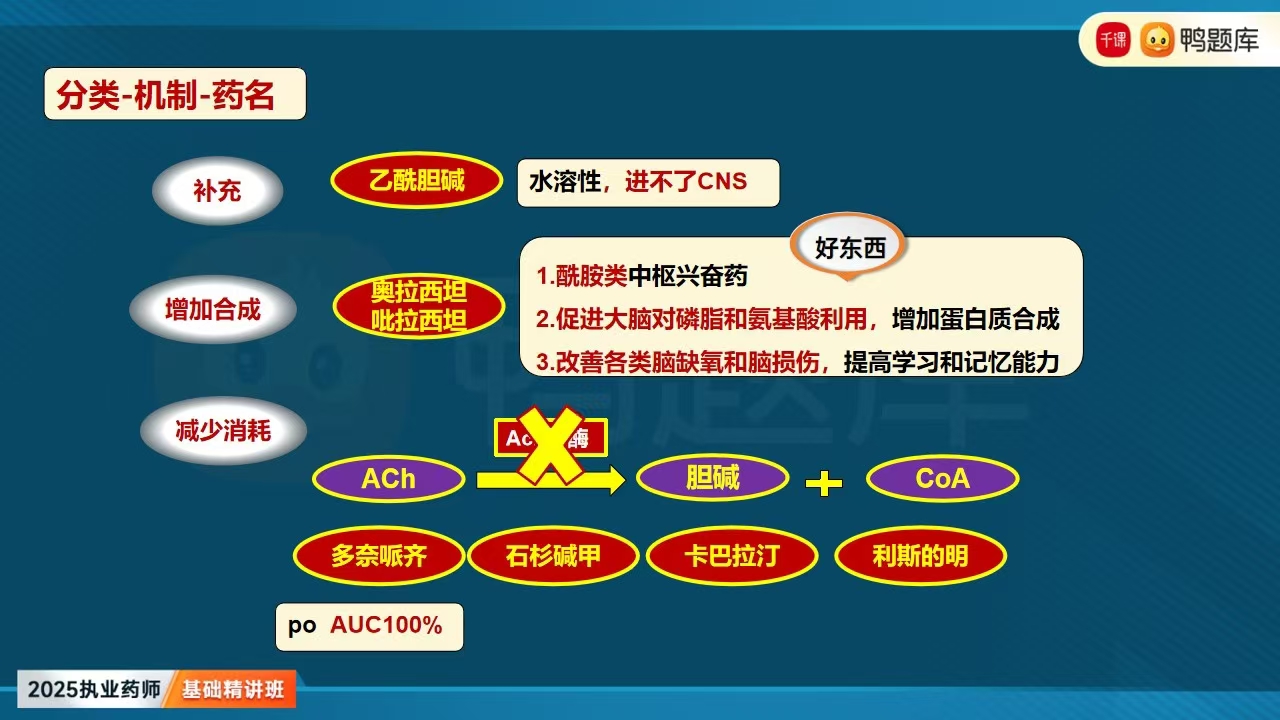 千课 鸭题库
分类-机制-药名
补充
乙酰胆碱
水溶性，进不了CNS
好东西
增加合成
奥拉西坦
吡拉西坦
1.酰胺类中枢兴奋药
2.促进大脑对磷脂和氨基酸利用，增加蛋白质合成
3.改善各类脑缺氧和脑损伤，提高学习和记忆能力
减少消耗
酶
ACh
胆碱
+
CoA
多奈哌齐
石杉碱甲
卡巴拉汀
利斯的明
po AUC100%
2025执业药师 基础精讲班